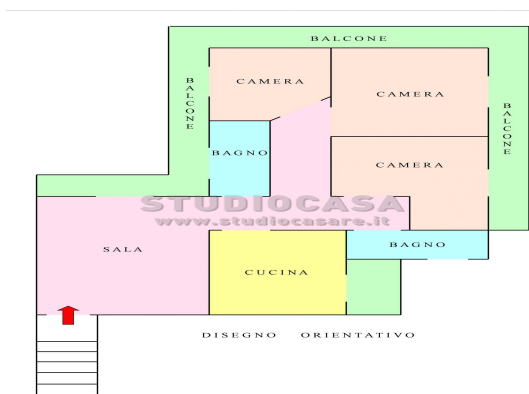 BALCONE
BALCONE
CAMERA
CAMERA
BALCONE
BAGNO
CAMERA
STUDIOCASA
www.studiocasare.it
SALA
BAGNO
CUCINA
DISEGNO ORIENTATIVO